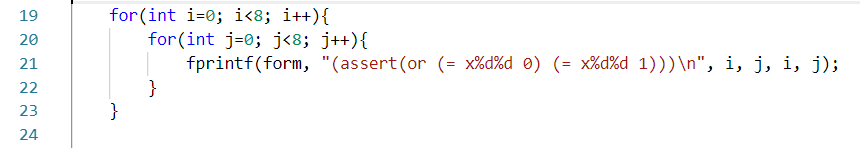 19 for(int i=0; i<8; i++){
20 for(int j=0; j<8; j++){
21 fprintf(form, "(assert(or (= x%d%d 0) (= x%d%d 1)))\n", i, j, i, j);
22 }
23 }
24